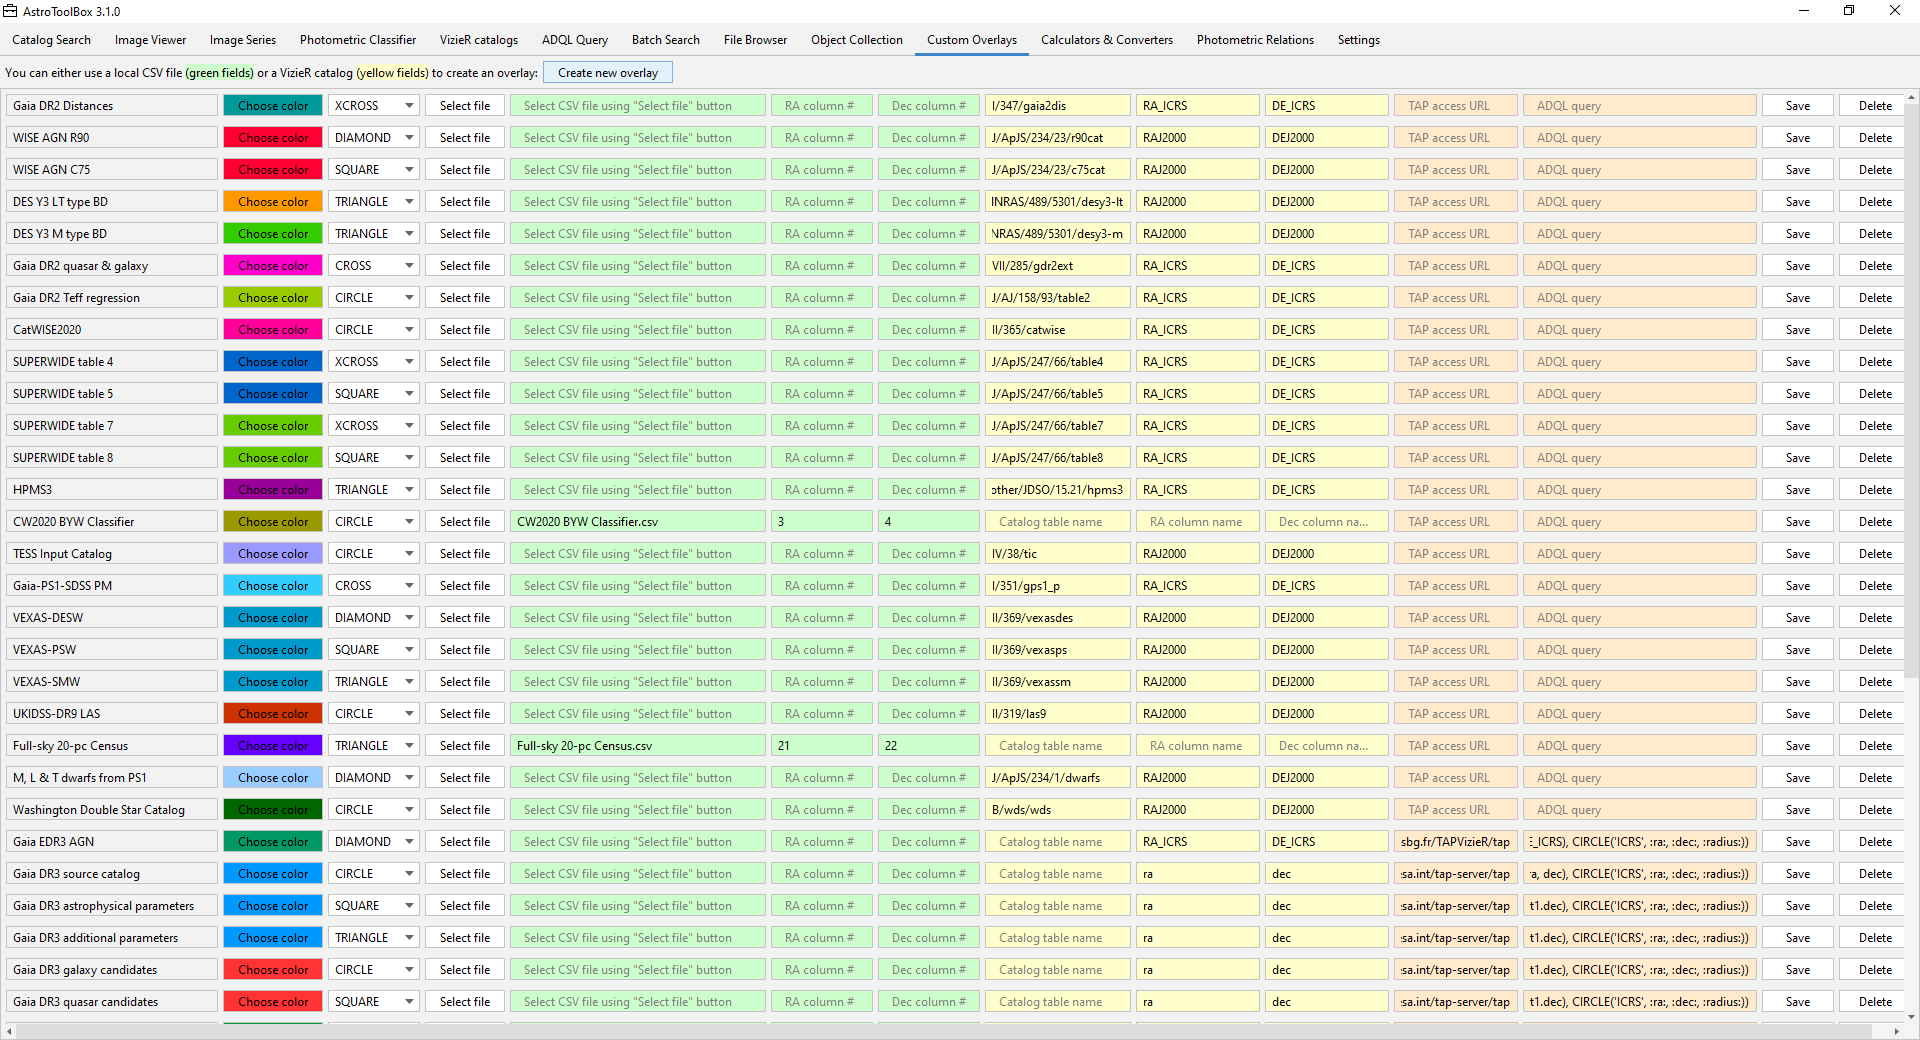 AstroToolBox 3.1.0
Catalog Search Image Viewer Image Series Photometric Classifier VizieR catalogs ADQL Query Batch Search File Browser Object Collection Custom Overlays Calculators & Converters Photometric Relations Settings
You can either use a local CSV file (green fields) or a VizieR catalog (yellow fields) to create an overlay: Create new overlay
Gaia DR2 Distances Choose color XCROSS Select file Select CSV file using "Select file" button RA column # Dec column # I/347/gaia2dis RA_ICRS DE_ICRS TAP access URL ADQL query Save Delete
WISE AGN R90 Choose color DIAMOND Select file Select CSV file using "Select file" button RA column # Dec column # J/ApJS/234/23/r90cat RAJ2000 DEJ2000 TAP access URL ADQL query Save Delete
WISE AGN C75 Choose color SQUARE Select file Select CSV file using "Select file" button RA column # Dec column # J/ApJS/234/23/c75cat RAJ2000 DEJ2000 TAP access URL ADQL query Save Delete
DES Y3 LT type BD Choose color TRIANGLE Select file Select CSV file using "Select file" button RA column # Dec column # NRAS/489/5301/desy3-lt RAJ2000 DEJ2000 TAP access URL ADQL query Save Delete
DES Y3 M type BD Choose color TRIANGLE Select file Select CSV file using "Select file" button RA column # Dec column # NRAS/489/5301/desy3-m RAJ2000 DEJ2000 TAP access URL ADQL query Save Delete
Gaia DR2 quasar & galaxy Choose color CROSS Select file Select CSV file using "Select file" button RA column # Dec column # VII/285/gdr2ext RA_ICRS DE_ICRS TAP access URL ADQL query Save Delete
Gaia DR2 Teff regression Choose color CIRCLE Select file Select CSV file using "Select file" button RA column # Dec column # J/AJ/158/93/table2 RA_ICRS DE_ICRS TAP access URL ADQL query Save Delete
CatWISE2020 Choose color CIRCLE Select file Select CSV file using "Select file" button RA column # Dec column # II/365/catwise RA_ICRS DE_ICRS TAP access URL ADQL query Save Delete
SUPERWIDE table 4 Choose color XCROSS Select file Select CSV file using "Select file" button RA column # Dec column # J/ApJS/247/66/table4 RA_ICRS DE_ICRS TAP access URL ADQL query Save Delete
SUPERWIDE table 5 Choose color SQUARE Select file Select CSV file using "Select file" button RA column # Dec column # J/ApJS/247/66/table5 RA_ICRS DE_ICRS TAP access URL ADQL query Save Delete
SUPERWIDE table 7 Choose color XCROSS Select file Select CSV file using "Select file" button RA column # Dec column # J/ApJS/247/66/table7 RA_ICRS DE_ICRS TAP access URL ADQL query Save Delete
SUPERWIDE table 8 Choose color SQUARE Select file Select CSV file using "Select file" button RA column # Dec column # J/ApJS/247/66/table8 RA_ICRS DE_ICRS TAP access URL ADQL query Save Delete
HPMS3 Choose color TRIANGLE Select file Select CSV file using "Select file" button RA column # Dec column # other/JDSO/15.21/hpms3 RA_ICRS DE_ICRS TAP access URL ADQL query Save Delete
CW2020 BYW Classifier Choose color CIRCLE Select file CW2020 BYW Classifier.csv 3 4 Catalog table name RA column name Dec column na... TAP access URL ADQL query Save Delete
TESS Input Catalog Choose color CIRCLE Select file Select CSV file using "Select file" button RA column # Dec column # IV/38/tic RAJ2000 DEJ2000 TAP access URL ADQL query Save Delete
Gaia-PS1-SDSS PM Choose color CROSS Select file Select CSV file using "Select file" button RA column # Dec column # I/351/gps1_p RA_ICRS DE_ICRS TAP access URL ADQL query Save Delete
VEXAS-DESW Choose color DIAMOND Select file Select CSV file using "Select file" button RA column # Dec column # II/369/vexasdes RAJ2000 DEJ2000 TAP access URL ADQL query Save Delete
VEXAS-PSW Choose color SQUARE Select file Select CSV file using "Select file" button RA column # Dec column # II/369/vexasps RAJ2000 DEJ2000 TAP access URL ADQL query Save Delete
VEXAS-SMW Choose color TRIANGLE Select file Select CSV file using "Select file" button RA column # Dec column # II/369/vexassm RAJ2000 DEJ2000 TAP access URL ADQL query Save Delete
UKIDSS-DR9 LAS Choose color CIRCLE Select file Select CSV file using "Select file" button RA column # Dec column # II/319/las9 RAJ2000 DEJ2000 TAP access URL ADQL query Save Delete
Full-sky 20-pc Census Choose color TRIANGLE Select file Full-sky 20-pc Census.csv 21 22 Catalog table name RA column name Dec column na... TAP access URL ADQL query Save Delete
M, L & T dwarfs from PS1 Choose color DIAMOND Select file Select CSV file using "Select file" button RA column # Dec column # J/ApJS/234/1/dwarfs RAJ2000 DEJ2000 TAP access URL ADQL query Save Delete
Washington Double Star Catalog Choose color CIRCLE Select file Select CSV file using "Select file" button RA column # Dec column # B/wds/wds RAJ2000 DEJ2000 TAP access URL ADQL query Save Delete
Gaia EDR3 AGN Choose color DIAMOND Select file Select CSV file using "Select file" button RA column # Dec column # Catalog table name RA_ICRS DE_ICRS sbg.fr/TAPVizieR/tap E_ICRS), CIRCLE('ICRS', :ra:, :dec:, :radius:)) Save Delete
Gaia DR3 source catalog Choose color CIRCLE Select file Select CSV file using "Select file" button RA column # Dec column # Catalog table name ra dec esa.int/tap-server/tap ra, dec), CIRCLE('ICRS', :ra:, :dec:, :radius:)) Save Delete
Gaia DR3 astrophysical parameters Choose color SQUARE Select file Select CSV file using "Select file" button RA column # Dec column # Catalog table name ra dec esa.int/tap-server/tap t1.dec), CIRCLE('ICRS', :ra:, :dec:, :radius:)) Save Delete
Gaia DR3 additional parameters Choose color TRIANGLE Select file Select CSV file using "Select file" button RA column # Dec column # Catalog table name ra dec esa.int/tap-server/tap t1.dec), CIRCLE('ICRS', :ra:, :dec:, :radius:)) Save Delete
Gaia DR3 galaxy candidates Choose color CIRCLE Select file Select CSV file using "Select file" button RA column # Dec column # Catalog table name ra dec esa.int/tap-server/tap t1.dec), CIRCLE('ICRS', :ra:, :dec:, :radius:)) Save Delete
Gaia DR3 quasar candidates Choose color SQUARE Select file Select CSV file using "Select file" button RA column # Dec column # Catalog table name ra dec esa.int/tap-server/tap t1.dec), CIRCLE('ICRS', :ra:, :dec:, :radius:)) Save Delete